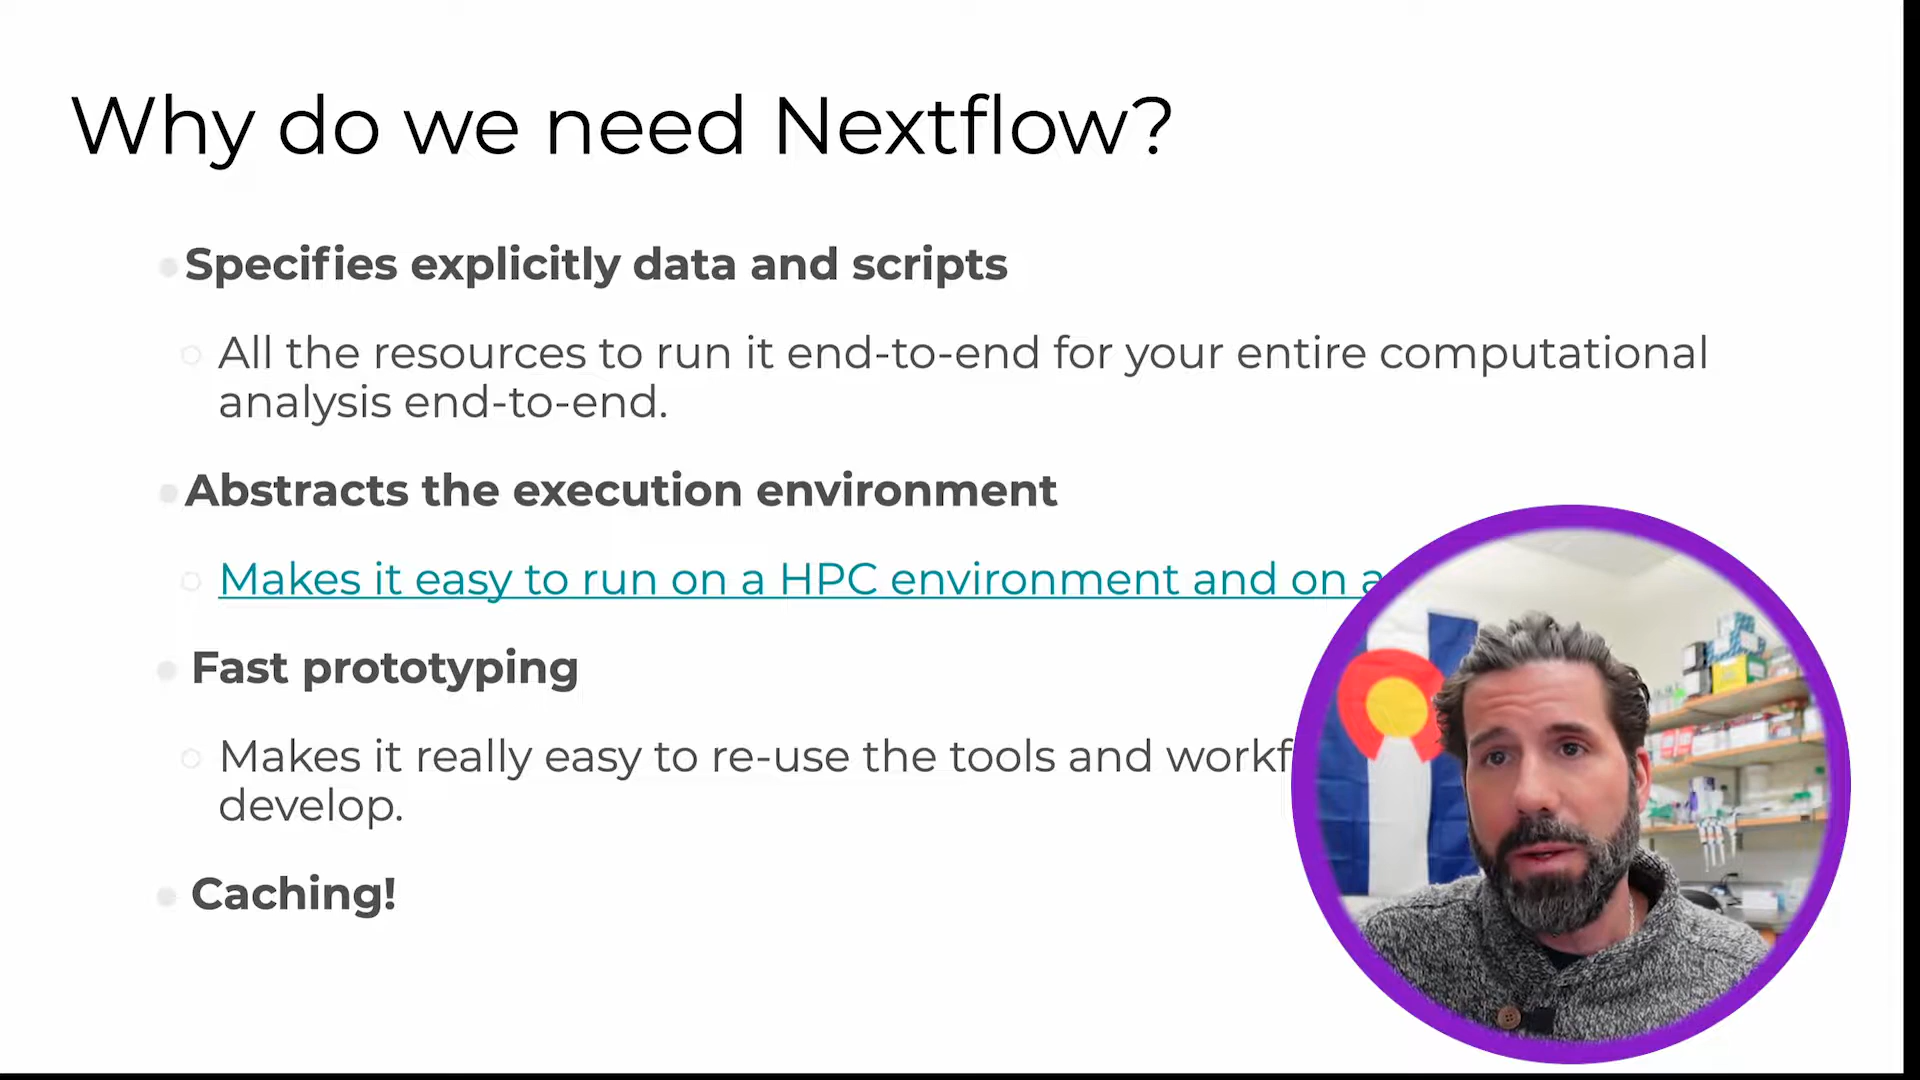 Why do we need Nextflow?
Specifies explicitly data and scripts
All the resources to run it end-to-end for your entire computational
analysis end-to-end.
Abstracts the execution environment
Makes it easy to run on a HPC environment and on
Fast prototyping
Makes it really easy to re-use the tools and
develop.
Caching!